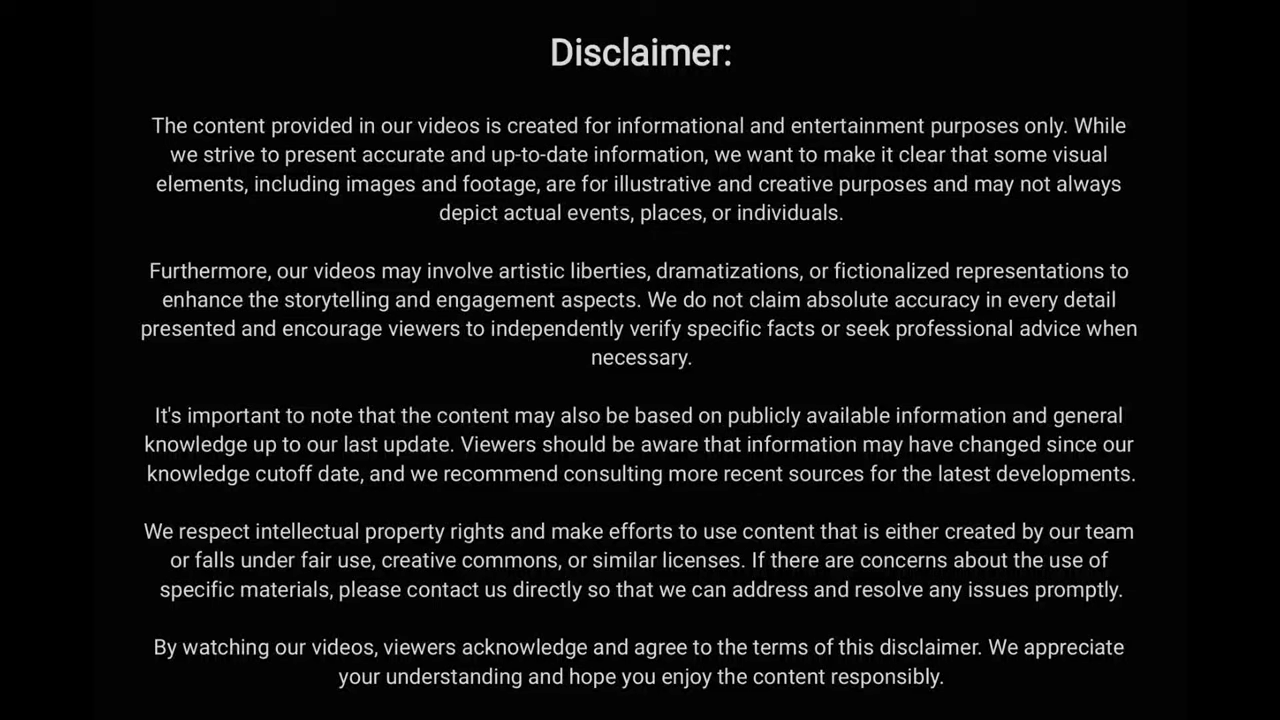 Disclaimer:
The content provided in our videos is created for informational and entertainment purposes only. While
we strive to present accurate and up-to-date information, we want to make it clear that some visual
elements, including images and footage, are for illustrative and creative purposes and may not always
depict actual events, places, or individuals.
Furthermore, our videos may involve artistic liberties, dramatizations, or fictionalized representations to
enhance the storytelling and engagement aspects. We do not claim absolute accuracy in every detail
presented and encourage viewers to independently verify specific facts or seek professional advice when
necessary.
It's important to note that the content may also be based on publicly available information and general
knowledge up to our last update. Viewers should be aware that information may have changed since our
knowledge cutoff date, and we recommend consulting more recent sources for the latest developments.
We respect intellectual property rights and make efforts to use content that is either created by our team
or falls under fair use, creative commons, or similar licenses. If there are concerns about the use of
specific materials, please contact us directly so that we can address and resolve any issues promptly.
By watching our videos, viewers acknowledge and agree to the terms of this disclaimer. We appreciate
your understanding and hope you enjoy the content responsibly.